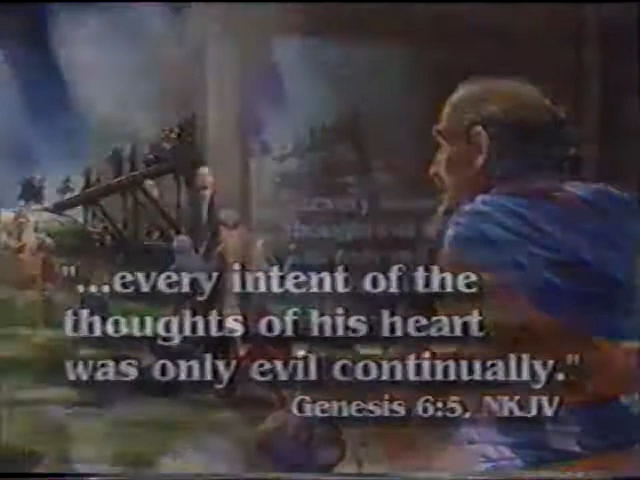 "...every intent of the
thoughts of his heart
was only evil continually."
Genesis 6:5, NKJV